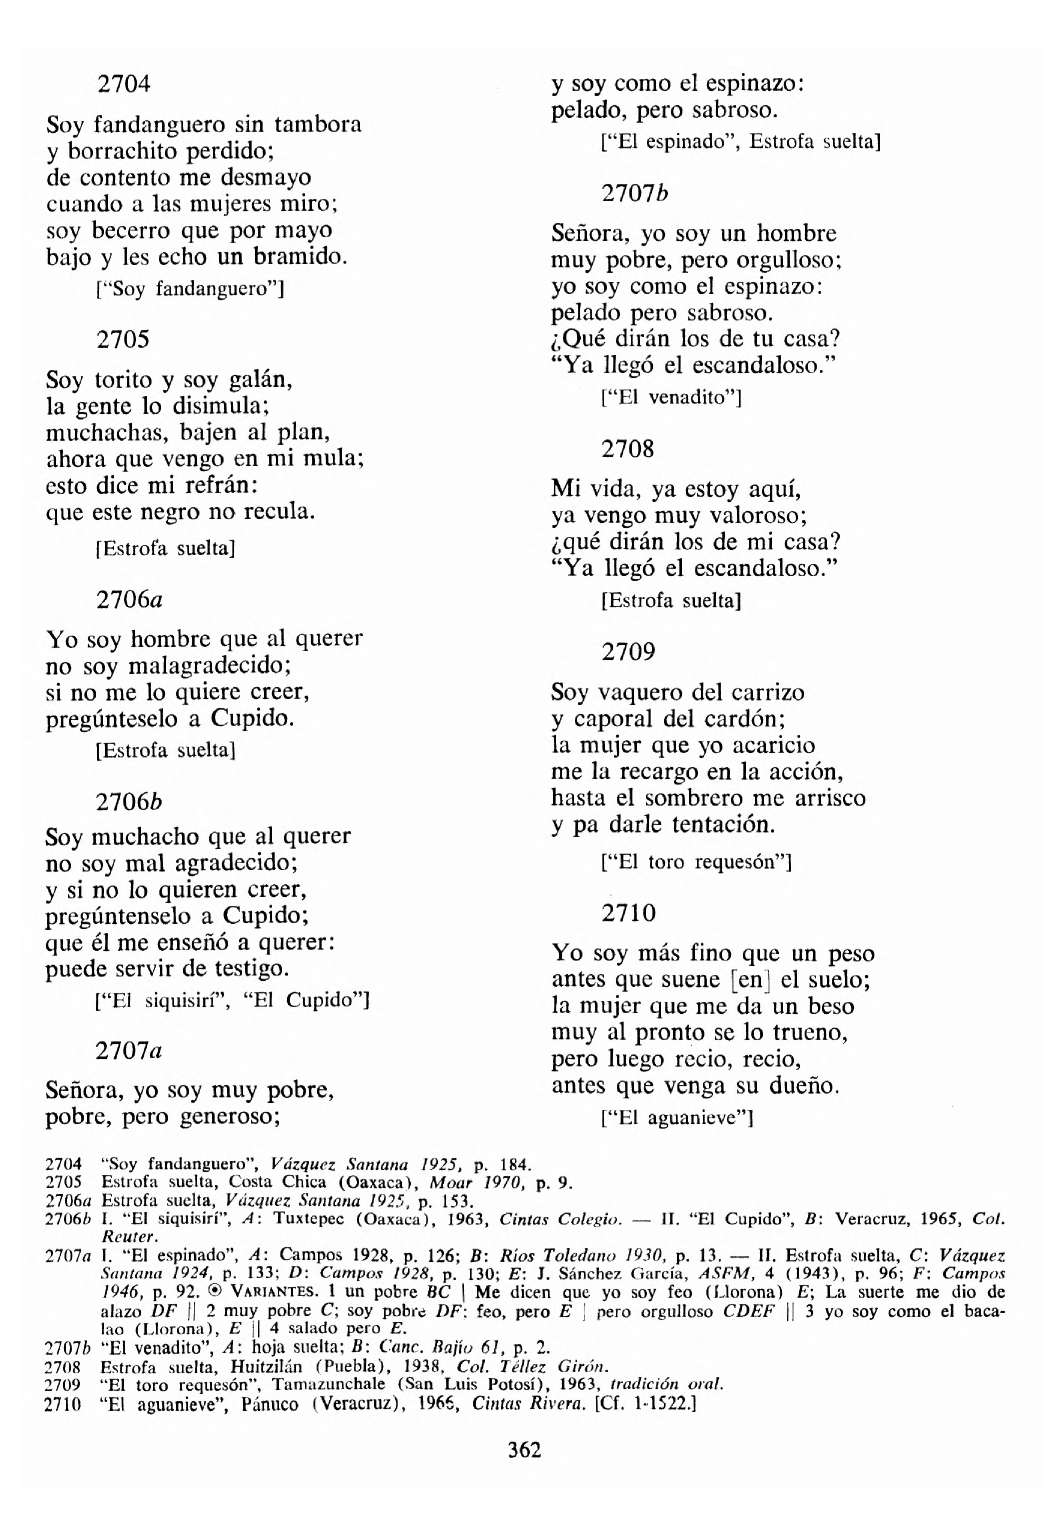 2704
Soy fandanguero sin tambora
y borrachito perdido;
de contento me desmayo
cuando a las mujeres miro;
soy becerro que por mayo
bajo y les echo un bramido.
[“Soy fandanguero”]
2705
Soy torito y soy galán,
la gente lo disimula;
muchachas, bajen al plan,
ahora que vengo en mi mula;
esto dice mi refrán:
que este negro no recula.
[Estrofa suelta]
2706a
Yo soy hombre que al querer
no soy malagradecido;
si no me lo quiere creer,
pregúnteselo a Cupido.
[Estrofa suelta]
2706b
Soy muchacho que al querer
no soy mal agradecido;
y si no lo quieren creer,
pregúntenselo a Cupido;
que él me enseñó a querer:
puede servir de testigo.
[“El siquisirí”, “El Cupido”]
2707a
Señora, yo soy muy pobre,
pobre, pero generoso;
y soy como el espinazo:
pelado, pero sabroso.
[“El espinado”, Estrofa suelta]
2707b
Señora, yo soy un hombre
muy pobre, pero orgulloso;
yo soy como el espinazo:
pelado pero sabroso.
¿Qué dirán los de tu casa?
“Ya llegó el escandaloso.”
[“El venadito”]
2708
Mi vida, ya estoy aquí,
ya vengo muy valoroso;
¿qué dirán los de mi casa?
“Ya llegó el escandaloso.”
[Estrofa suelta]
2709
Soy vaquero del carrizo
y caporal del cardón;
la mujer que yo acaricio
me la recargo en la acción,
hasta el sombrero me arrisco
y pa darle tentación.
[“El toro requesón”]
2710
Yo soy más fino que un peso
antes que suene [en] el suelo;
la mujer que me da un beso
muy al pronto se lo trueno,
pero luego recio, recio,
antes que venga su dueño.
[“El aguanieve”]
2704 “Soy fandanguero”, Vázquez Santana 1925, p. 184.
2705 Estrofa suelta, Costa Chica (Oaxaca), Moar 1970, p. 9.
2706a Estrofa suelta, Vázquez Santana 1925, p. 153.
2706b I. “El siquisirí”, A: Tuxtepec (Oaxaca), 1963, Cintas Colegio. — II. “El Cupido”, B: Veracruz, 1965, Col.
Reuter.
2707a I. “El espinado”, A: Campos 1928, p. 126; B: Ríos Toledano 1930, p. 13. — II. Estrofa suelta, C: Vázquez
Santana 1924, p. 133; D: Campos 1928, p. 130; E: J. Sánchez García, ASFM, 4 (1943), p. 96; F: Campos
1946, p. 92. ⊛ VARIANTES. 1 un pobre BC | Me dicen que yo soy feo (Llorona) E; La suerte me dio de
alazo DF || 2 muy pobre C; soy pobre DF: feo, pero E | pero orgulloso CDEF || 3 yo soy como el baca-
lao (Llorona), E || 4 salado pero E.
2707b “El venadito”, A: hoja suelta; B: Canc. Bajío 61, p. 2.
2708 Estrofa suelta, Huitzilán (Puebla), 1938, Col. Téllez Girón.
2709 “El toro requesón”, Tamazunchale (San Luis Potosí), 1963, tradición oral.
2710 “El aguanieve”, Pánuco (Veracruz), 1966, Cintas Rivera. [Cf. 1-1522.]
362